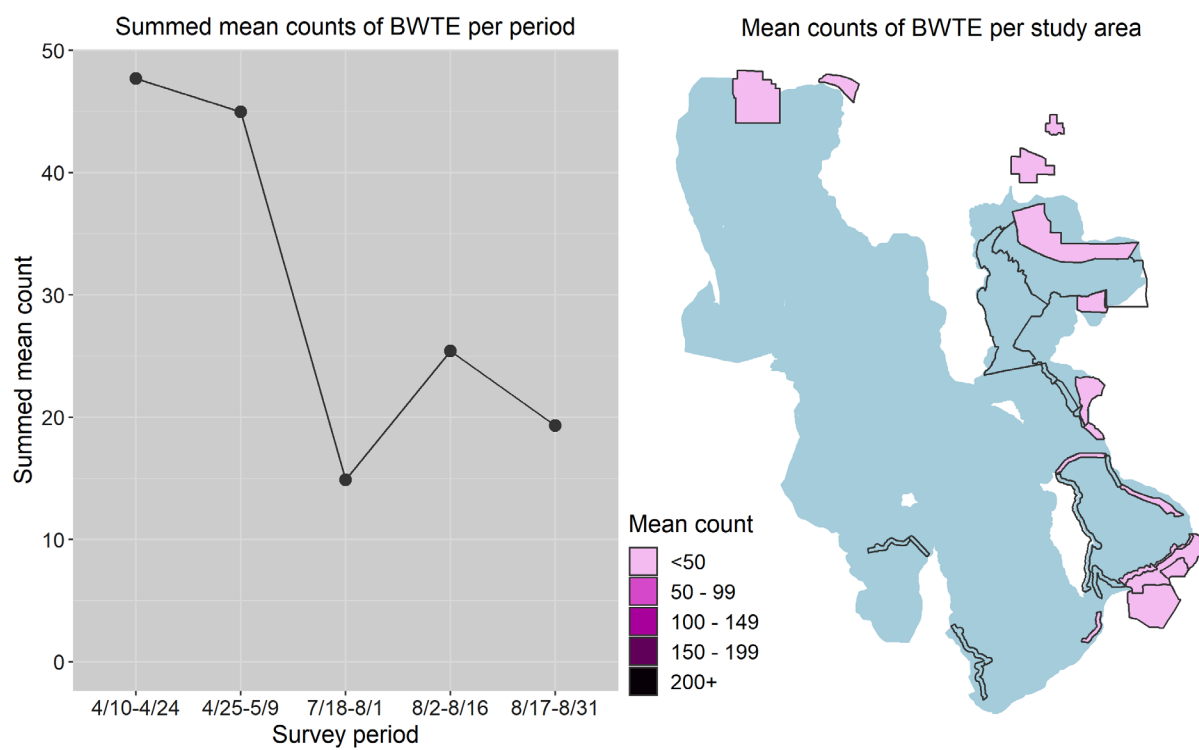 Summed mean counts of BWTE per period
50
40
30
20
10
0
Summed mean count
4/10-4/24 4/25-5/9 7/18-8/1 8/2-8/16 8/17-8/31
Survey period
Mean counts of BWTE per study area
Mean count
<50
50 - 99
100 - 149
150 - 199
200+